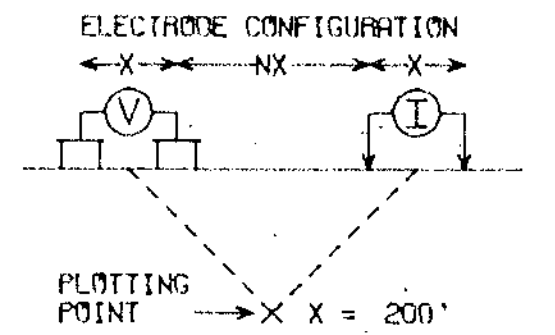 ELECTRODE CONFIGURATION
X NX X
V I
PLOTTING
POINT X X = 200'